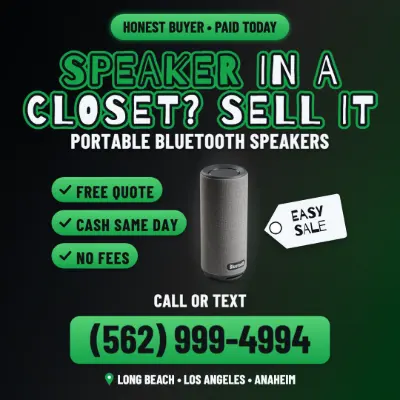 HONEST BUYER • PAID TODAY
SPEAKER IN A
CLOSET? SELL IT
PORTABLE BLUETOOTH SPEAKERS
FREE QUOTE
CASH SAME DAY
NO FEES
EASY
SALE
CALL OR TEXT
(562) 999-4994
LONG BEACH • LOS ANGELES • ANAHEIM